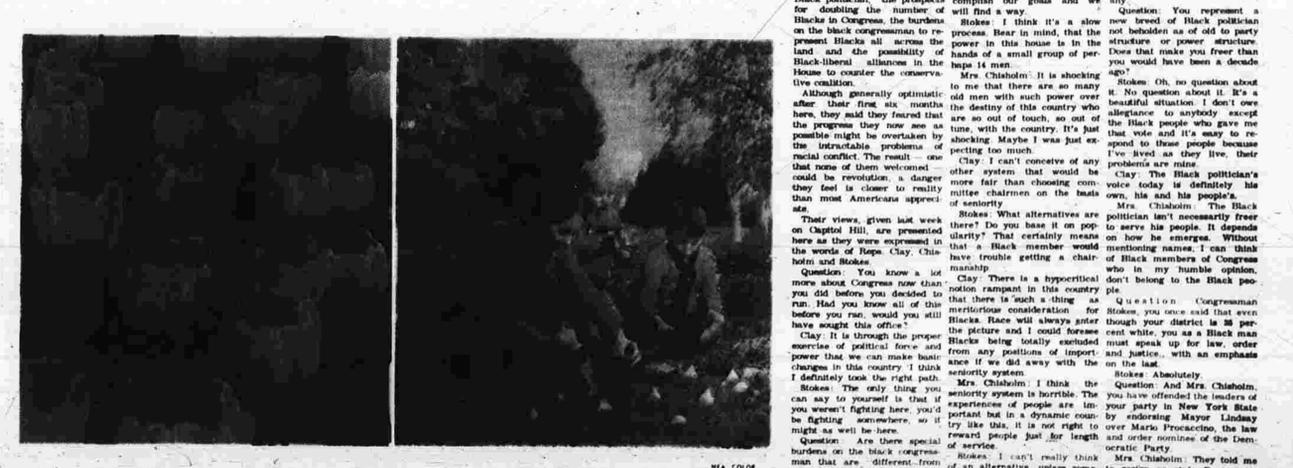 for doubling the number of
Blacks in Congress, the burdens
on the black congressman to re-
present Blacks all across the
land and the possibility of
Black-liberal alliances in the
House to counter the conserva-
tive coalition.
Although generally optimistic
after their first six months
here, they said they feared that
the progress they now see as
possible might be overtaken by
the intractable problems of
racial conflict. The result — one
that none of them welcomed —
could be revolution, a danger
they feel is closer to reality
than most Americans appreci-
ate.
Their views, given last week
on Capitol Hill, are presented
here as they were expressed in
the words of Reps. Clay, Chis-
holm and Stokes.
Question: You know a lot
more about Congress now than
you did before you decided to
run. Had you know all of this
before you ran, would you still
have sought this office?
Clay: It is through the proper
exercise of political force and
power that we can make basic
changes in this country. I think
I definitely took the right path.
Stokes: The only thing you
can say to yourself is that if
you weren't fighting here, you'd
be fighting somewhere, so it
might as well be here.
Question: Are there special
burdens on the black congress-
man that are different from
will find a way.
Stokes: I think it's a slow
process. Bear in mind, that the
power in this house is in the
hands of a small group of per-
haps 14 men.
Mrs. Chisholm: It is shocking
to me that there are so many
old men with such power over
the destiny of this country who
are so out of touch, so out of
tune, with the country. It's just
shocking. Maybe I was just ex-
pecting too much.
Clay: I can't conceive of any
other system that would be
more fair than choosing com-
mittee chairmen on the basis
of seniority
Stokes: What alternatives are
there? Do you base it on pop-
ularity? That certainly means
that a Black member would
have trouble getting a chair-
manship.
Clay: There is a hypocritical
notion rampant in this country
that there is such a thing as
meritorious consideration for
Blacks. Race will always enter
the picture and I could foresee
Blacks being totally excluded
from any positions of import-
ance if we did away with the
seniority system.
Mrs. Chisholm: I think the
seniority system is horrible. The
experiences of people are im-
portant but in a dynamic coun-
try like this, it is not right to
reward people just for length
of service.
Stokes: I can't really think
any.
Question: You represent a
new breed of Black politician
not beholden as of old to party
structure or power structure.
Does that make you freer than
you would have been a decade
ago?
Stokes: Oh, no question about
it. No question about it. It's a
beautiful situation. I don't owe
allegiance to anybody except
the Black people who gave me
that vote and it's easy to re-
spond to those people because
I've lived as they live, their
problems are mine.
Clay: The Black politician's
voice today is definitely his
own, his and his people's.
Mrs. Chisholm: The Black
politician isn't necessarily freer
to serve his people. It depends
on how he emerges. Without
mentioning names, I can think
of Black members of Congress
who in my humble opinion,
don't belong to the Black peo-
ple.
Question: Congressman
Stokes, you once said that even
though your district is 35 per-
cent white, you as a Black man
must speak up for law, order
and justice., with an emphasis
on the last.
Stokes: Absolutely.
Question: And Mrs. Chisholm,
you have offended the leaders of
your party in New York State
by endorsing Mayor Lindsay
over Mario Procaccino, the law
and order nominee of the Dem-
ocratic Party.
Mrs. Chisholm: They told me